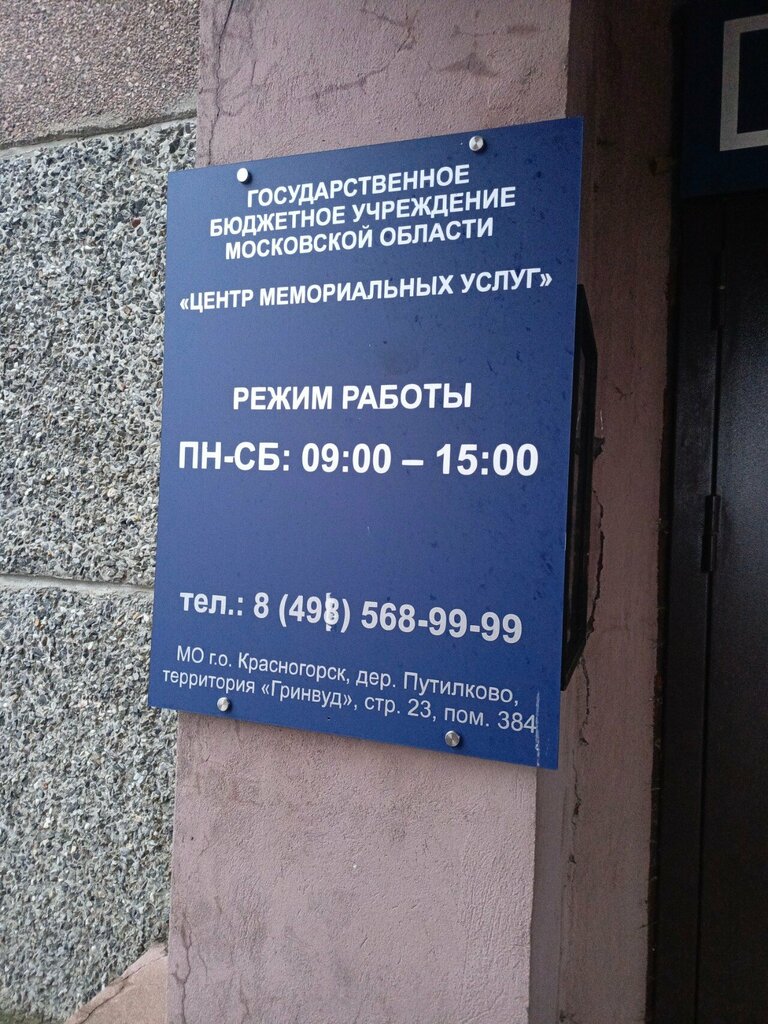 ГОСУДАРСТВЕННОЕ
БЮДЖЕТНОЕ УЧРЕЖДЕНИЕ
МОСКОВСКОЙ ОБЛАСТИ
«ЦЕНТР МЕМОРИАЛЬНЫХ УСЛУГ»
РЕЖИМ РАБОТЫ
ПН-СБ: 09:00 – 15:00
тел.: 8 (498) 568-99-99
МО г.о. Красногорск, дер. Путилково,
территория «Гринвуд», стр. 23, пом. 384